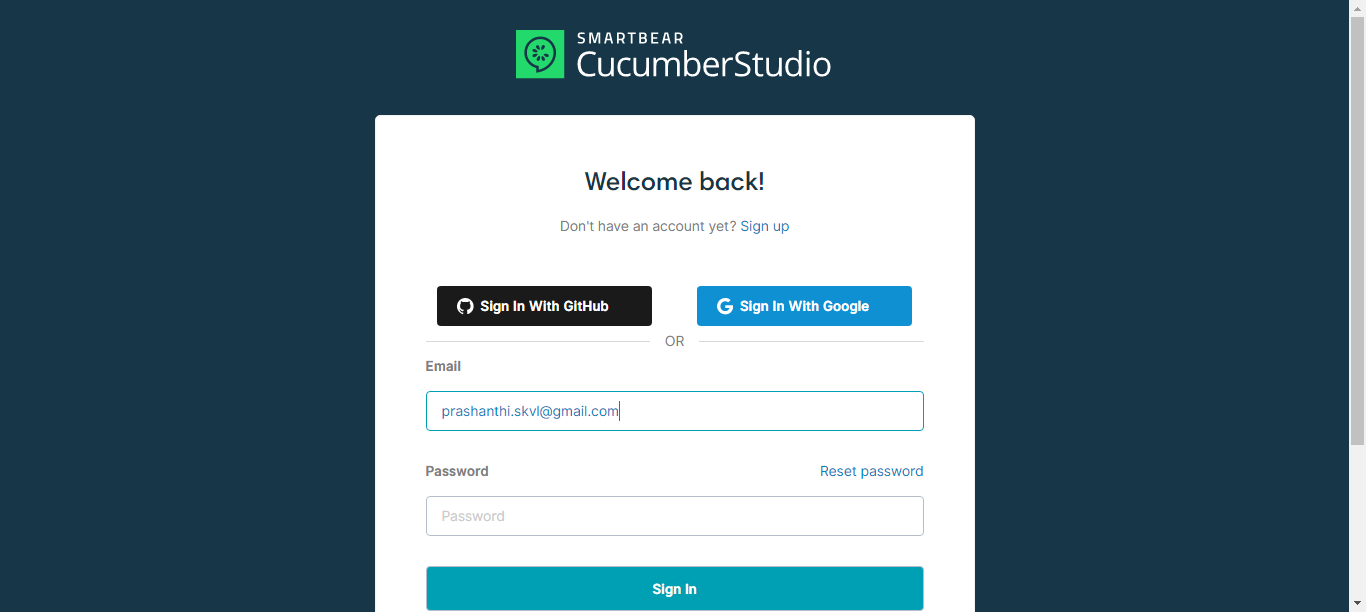 SMARTBEAR
CucumberStudio
Welcome back!
Don't have an account yet? Sign up
Sign In With GitHub
Sign In With Google
OR
Email
prashanthi.skvl@gmail.com
Password
Reset password
Password
Sign In